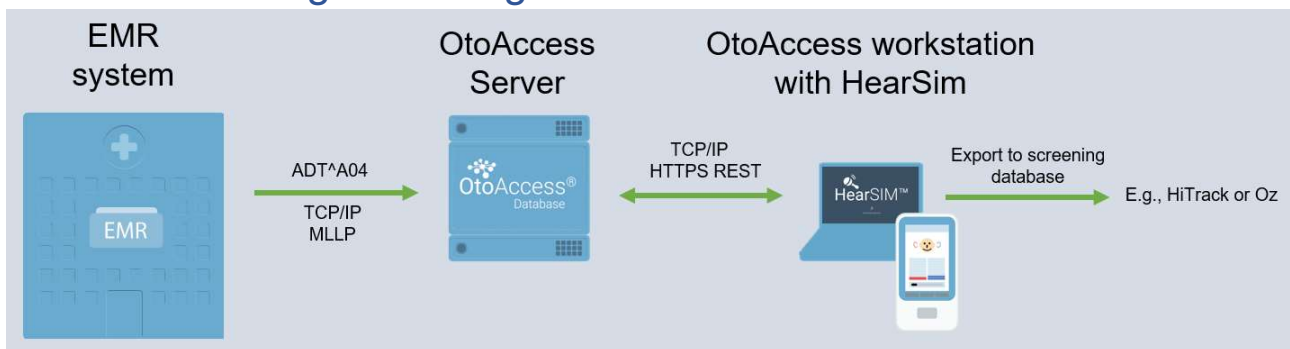 EMR
system
OtoAccess
Server
OtoAccess workstation
with HearSim
EMR
ADT^A04
TCP/IP
MLLP
OtoAccess®
Database
TCP/IP
HTTPS REST
HearSIM™
Export to screening
database
E.g., HiTrack or Oz